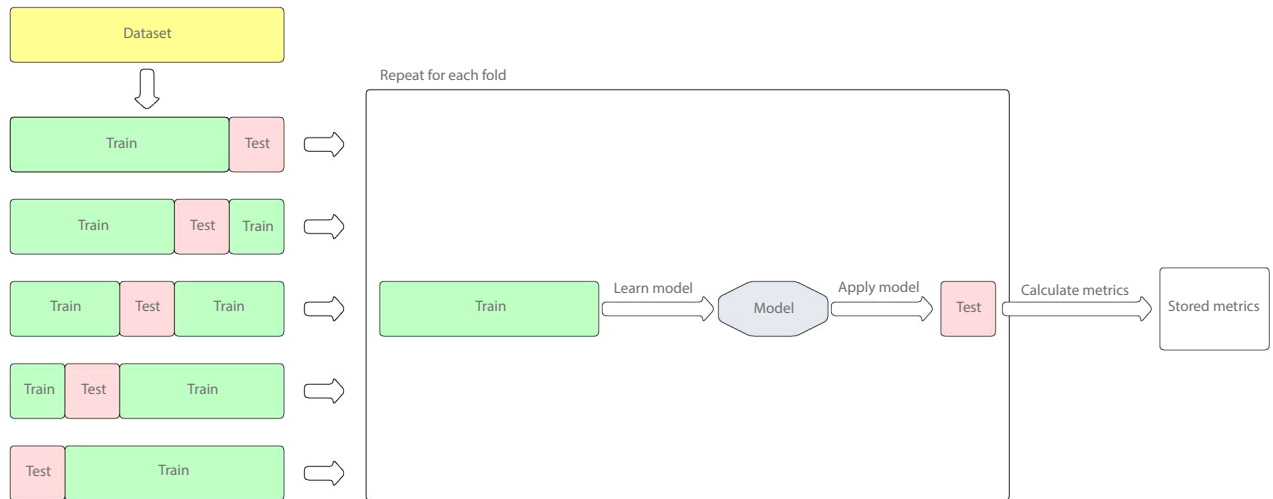 Dataset
Repeat for each fold
Train Test
Train Test Train
Train Test Train
Train Test Train
Test Train
Train
Learn model
Model
Apply model
Test
Calculate metrics
Stored metrics